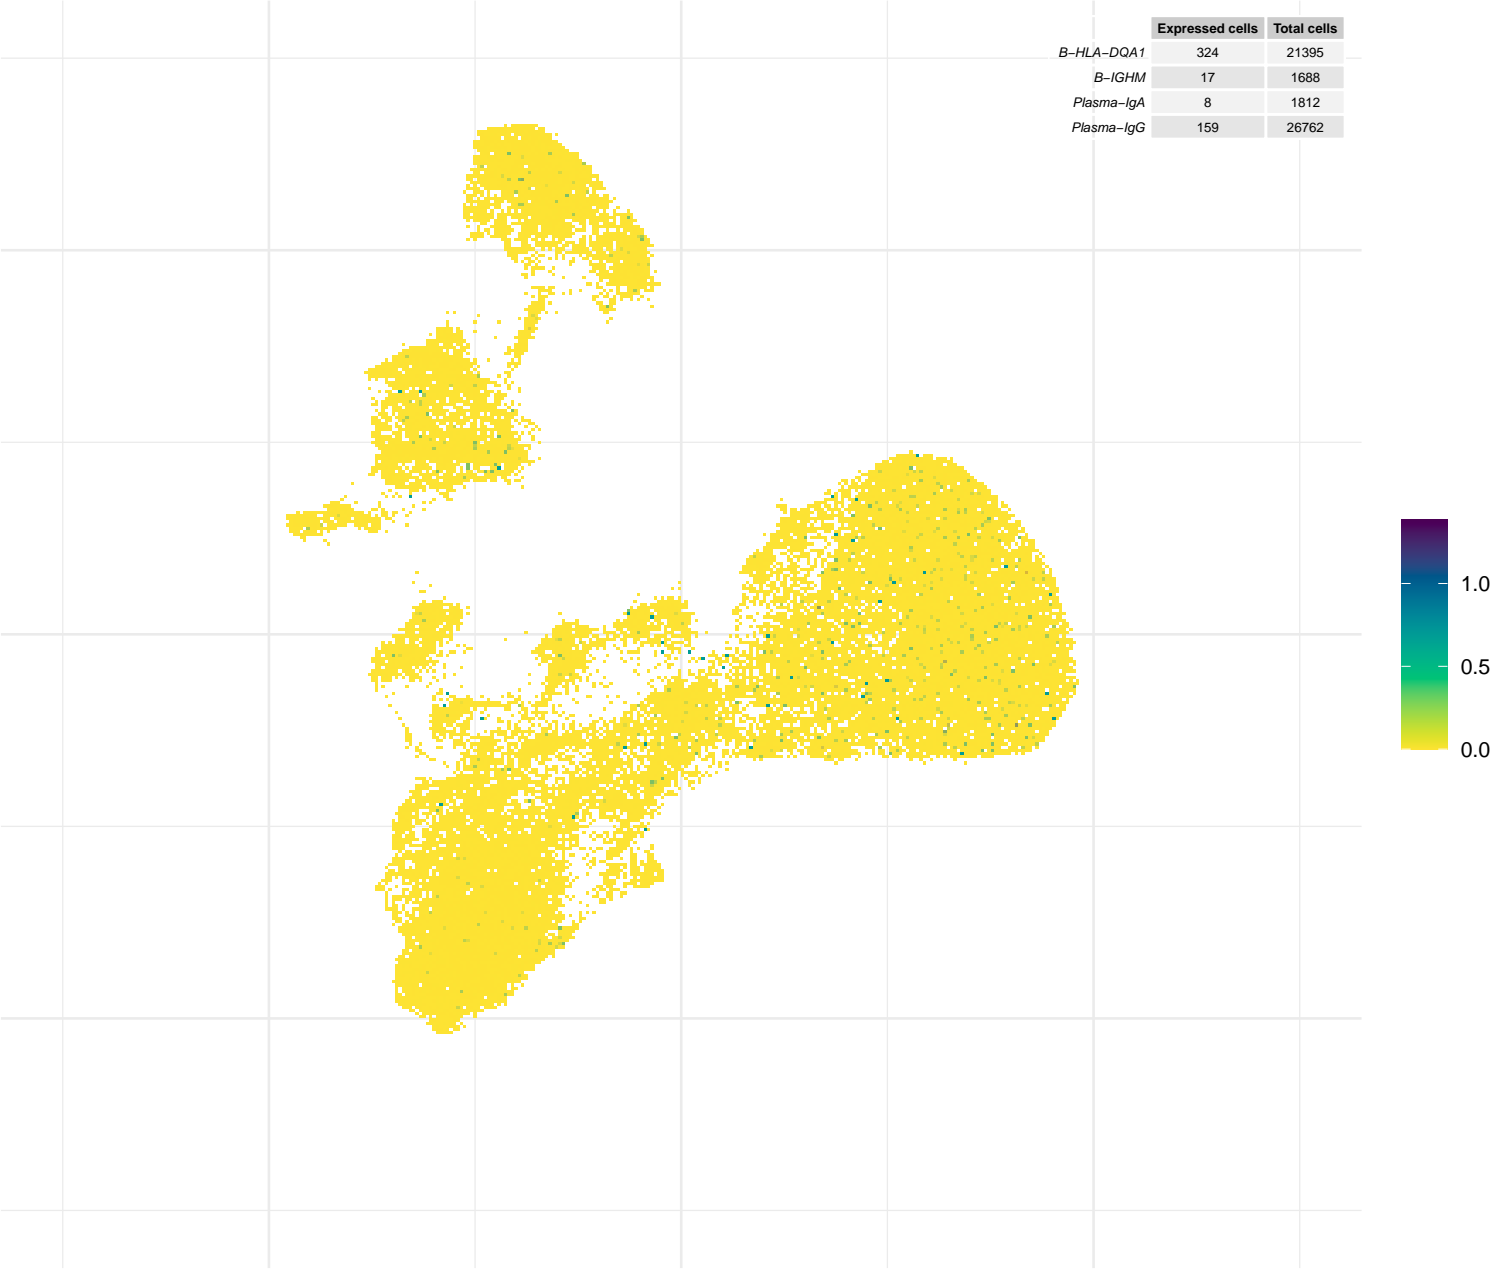 Expressed cells Total cells
B−HLA−DQA1 324 21395
B−IGHM 17 1688
Plasma−IgA 8 1812
Plasma−IgG 159 26762
1.0
0.5
0.0